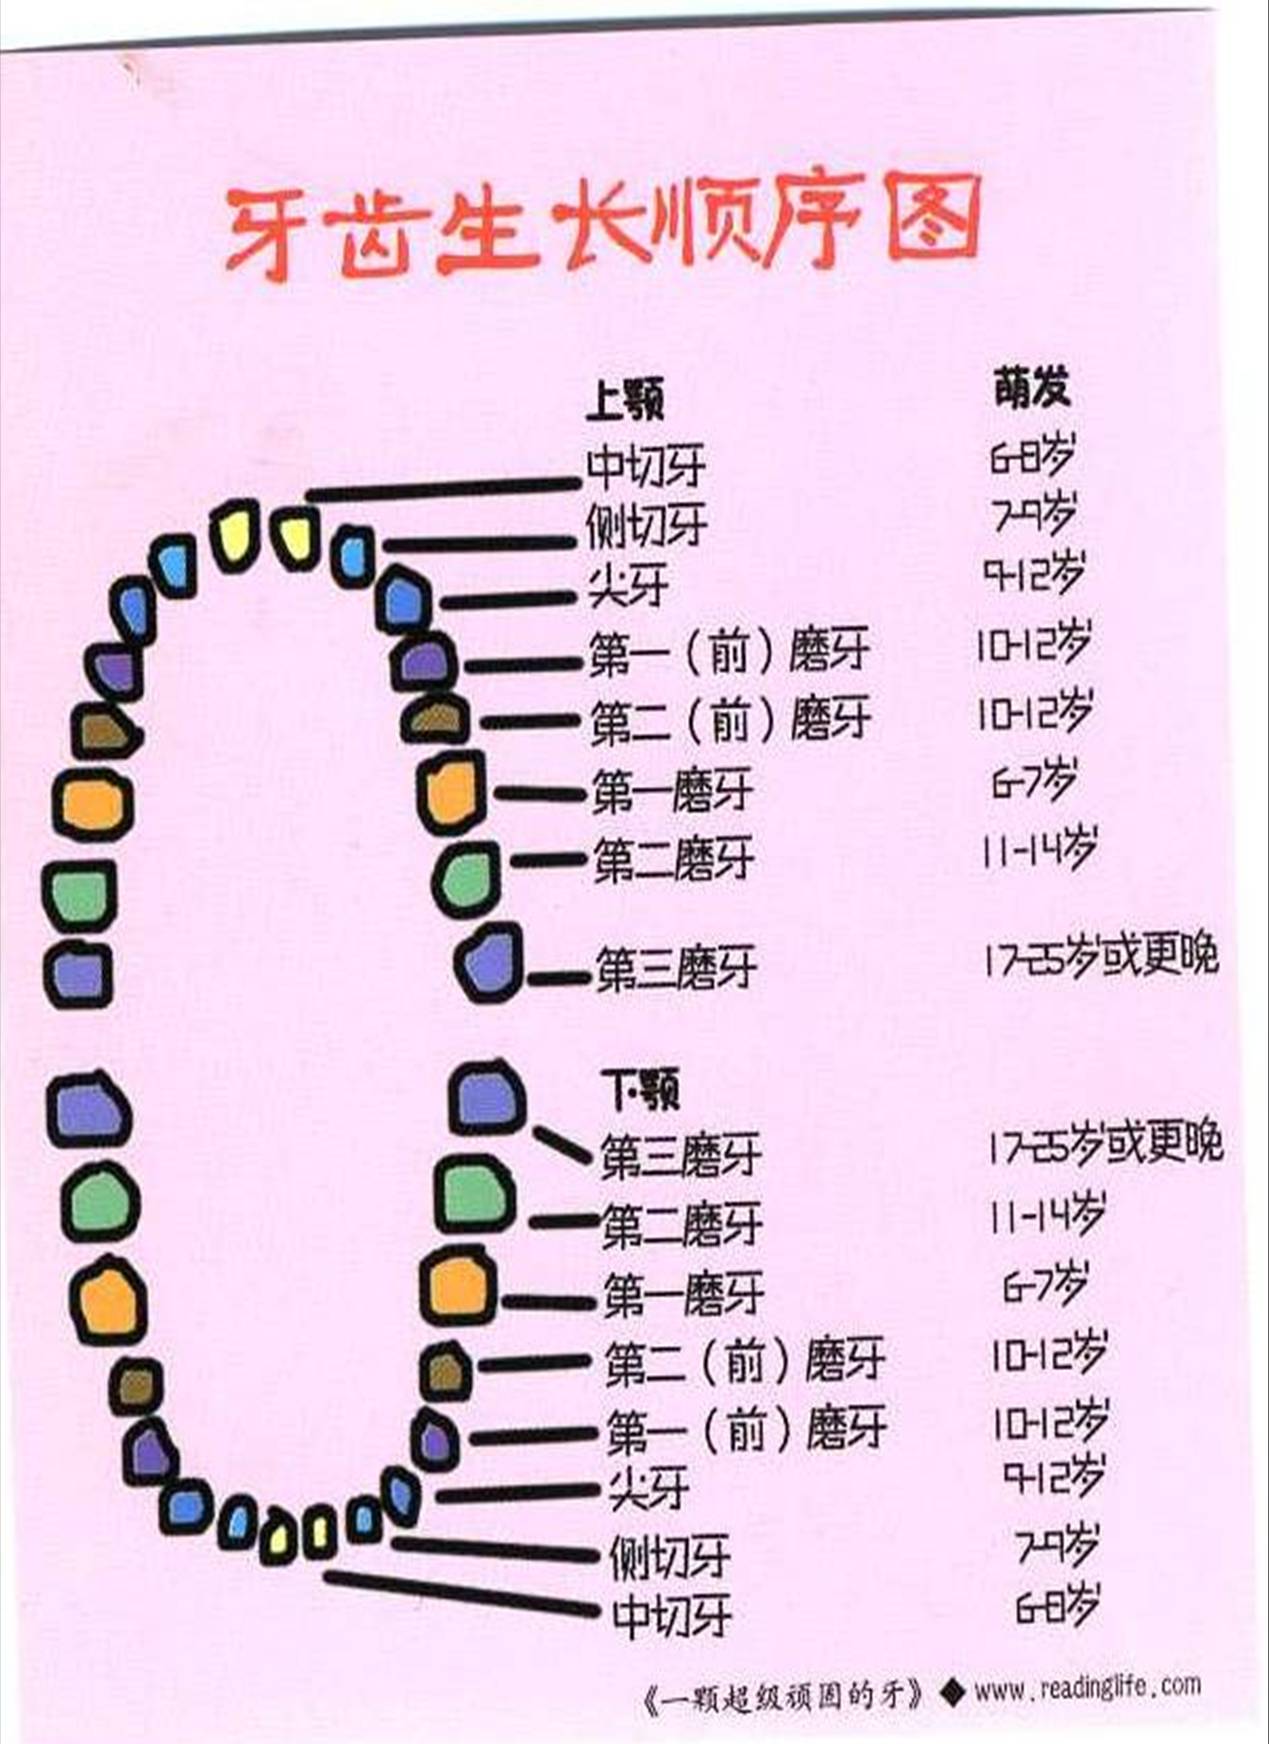 牙齿生长顺序图
上颚 萌发
中切牙 6-8岁
侧切牙 7-9岁
尖牙 9-12岁
第一（前）磨牙 10-12岁
第二（前）磨牙 10-12岁
第一磨牙 6-7岁
第二磨牙 11-14岁
第三磨牙 17-25岁或更晚
下颚
第三磨牙 17-25岁或更晚
第二磨牙 11-14岁
第一磨牙 6-7岁
第二（前）磨牙 10-12岁
第一（前）磨牙 10-12岁
尖牙 9-12岁
侧切牙 7-9岁
中切牙 6-8岁
《一颗超级顽固的牙》◆www.readinglife.com